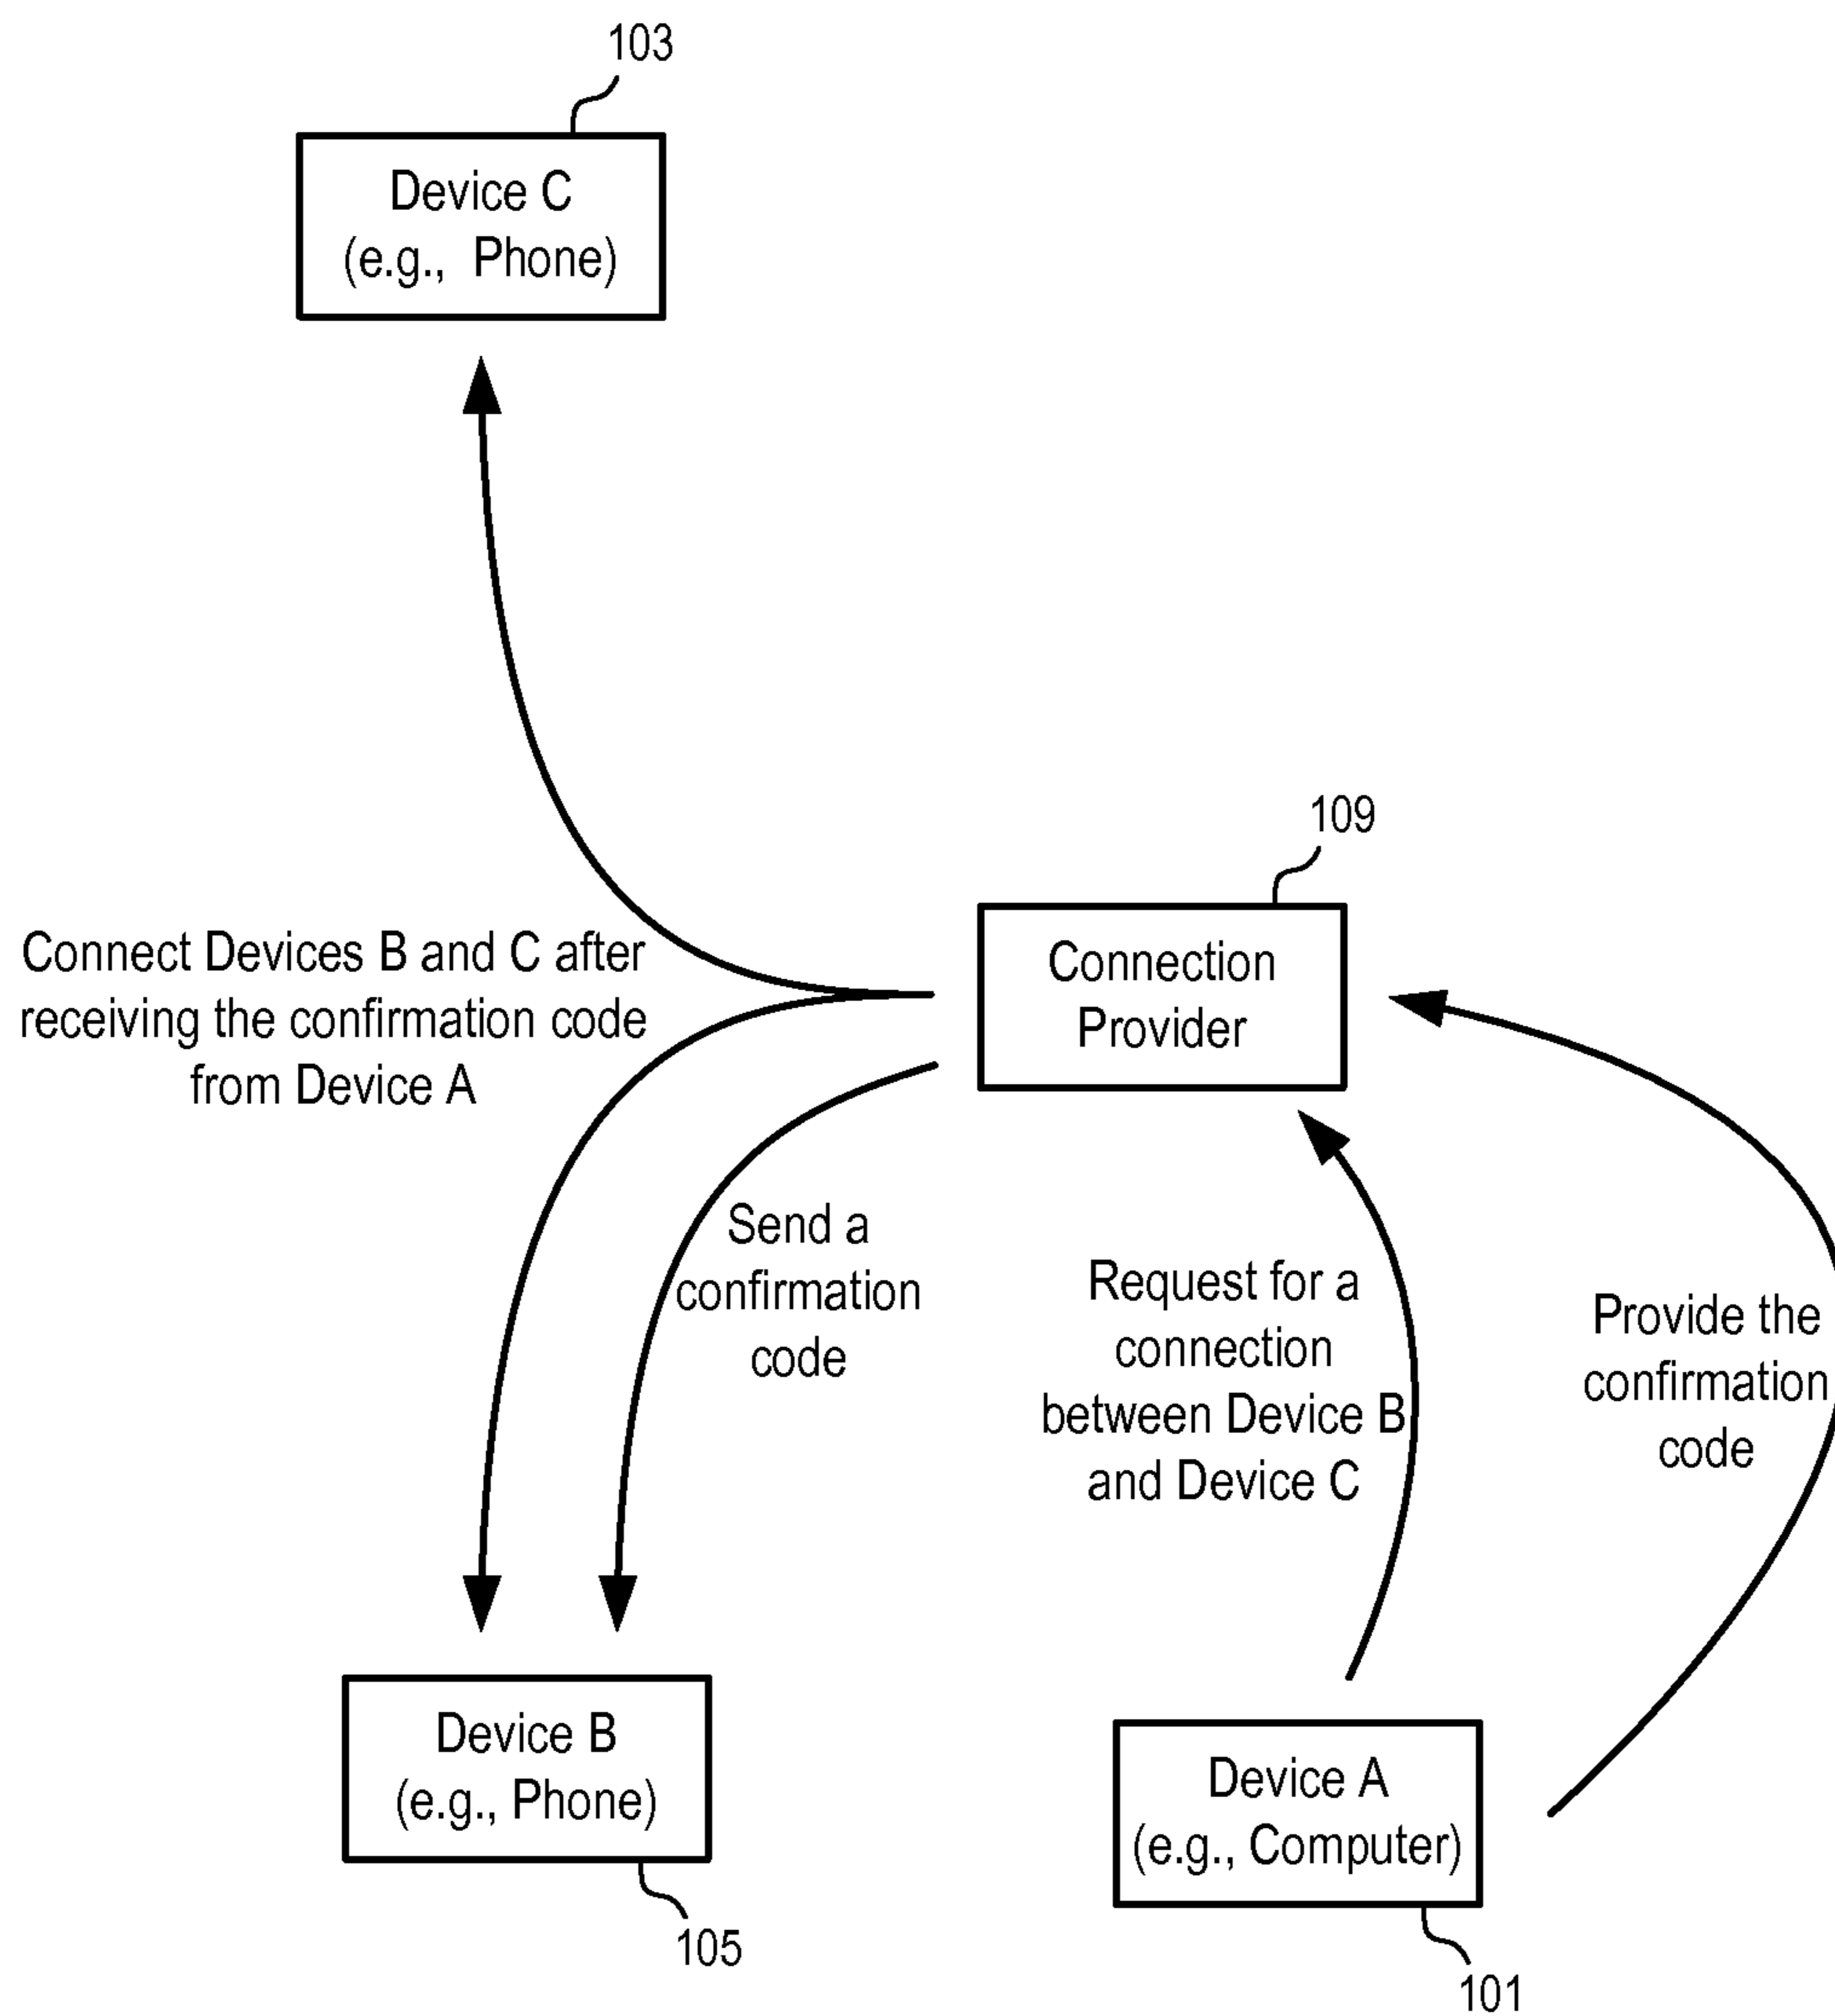 103
Device C
(e.g., Phone)
109
Connection
Provider
Connect Devices B and C after
receiving the confirmation code
from Device A
Send a
confirmation
code
Request for a
connection
between Device B
and Device C
Provide the
confirmation
code
Device B
(e.g., Phone)
105
Device A
(e.g., Computer)
101